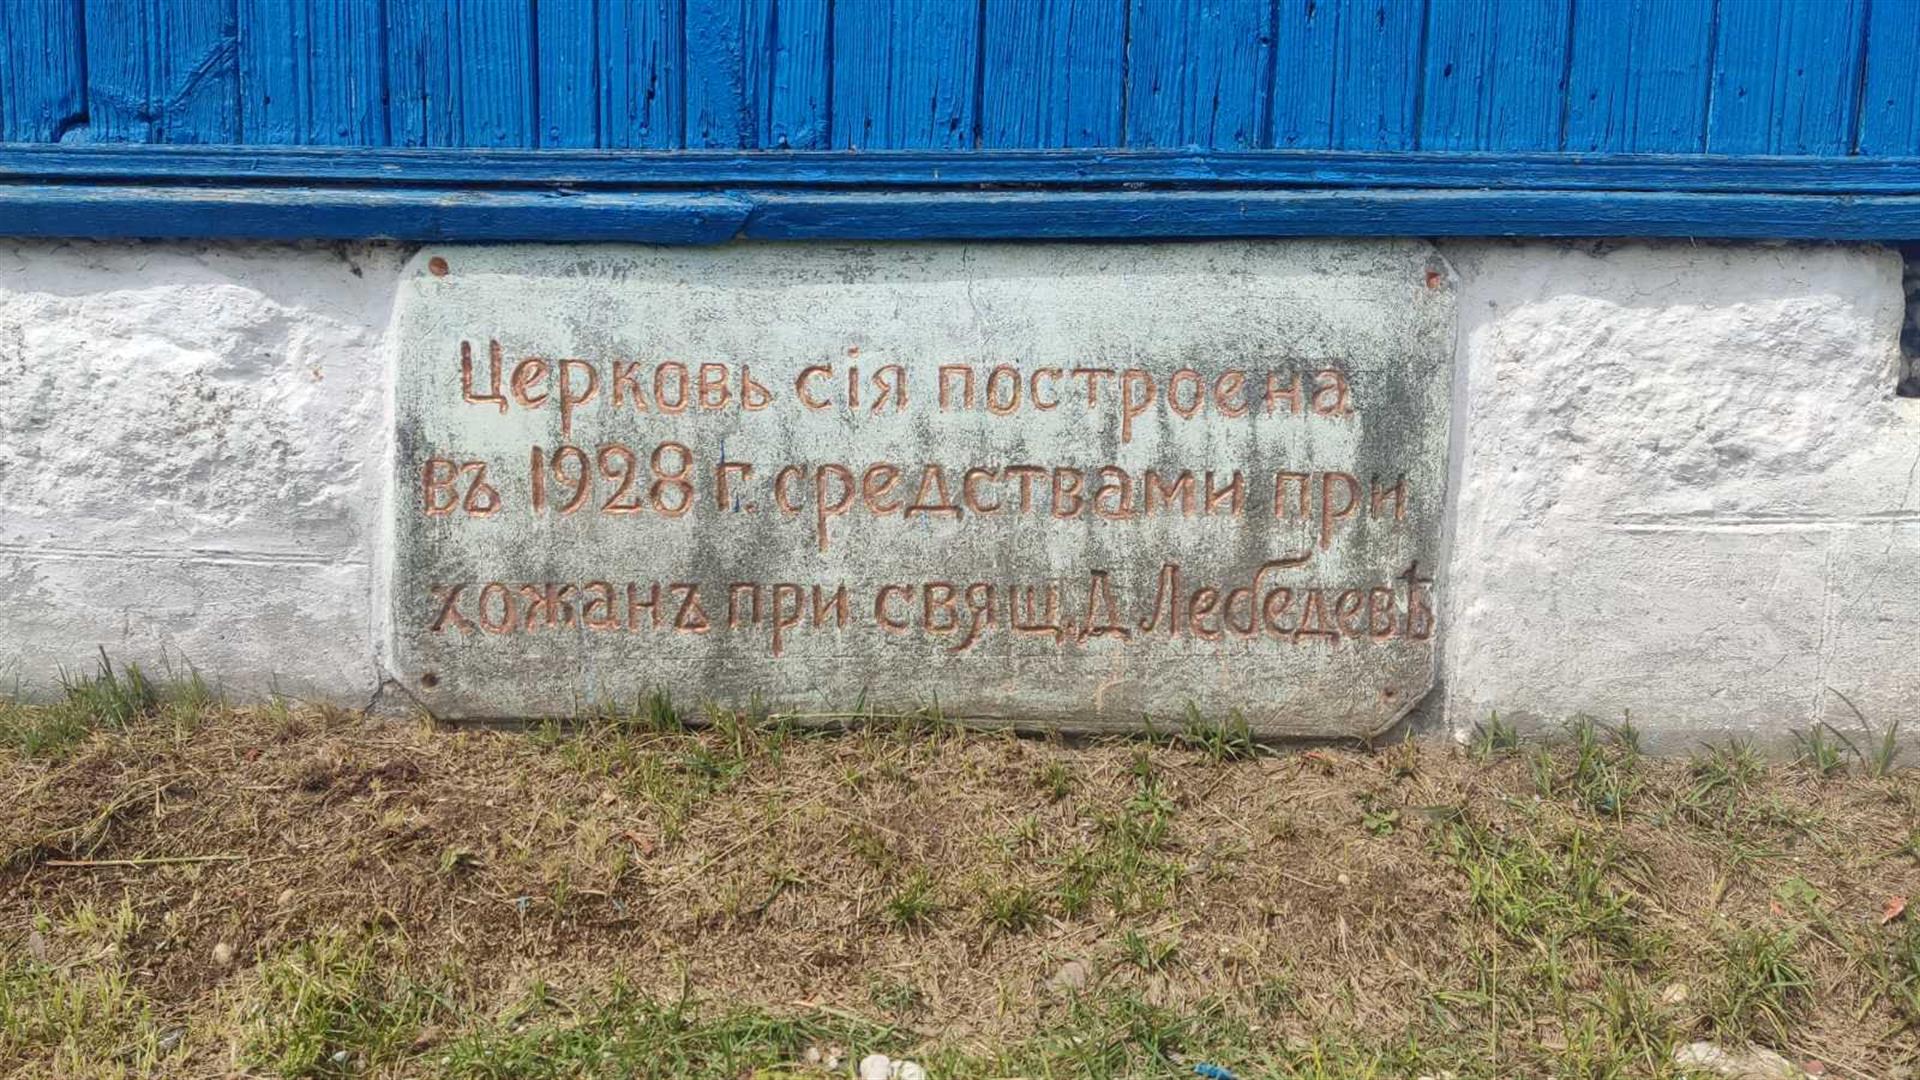 Церковь сія построена
въ 1928 г. средствами при
хожанъ при свящ. Д Лебедевѣ